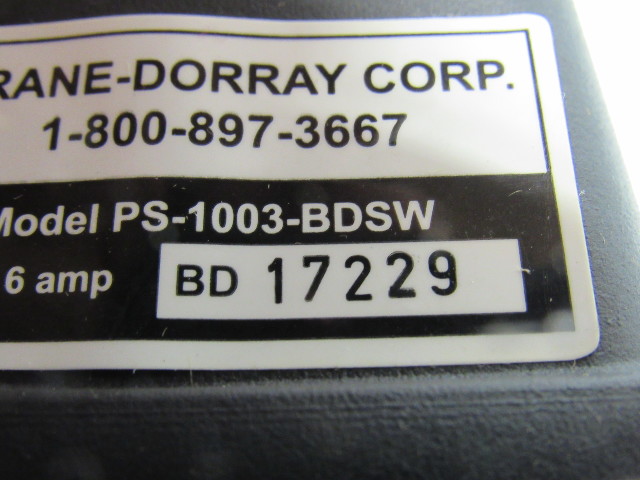 RANE-DORRAY CORP.
1-800-897-3667
Model PS-1003-BDSW
6 amp BD 17229